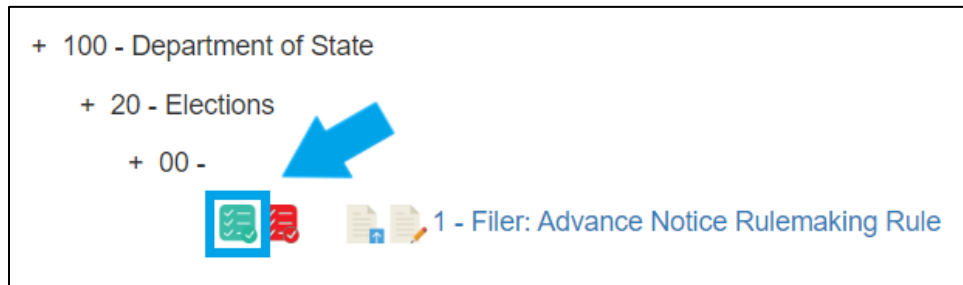 + 100 - Department of State
+ 20 - Elections
+ 00 -
1 - Filer: Advance Notice Rulemaking Rule